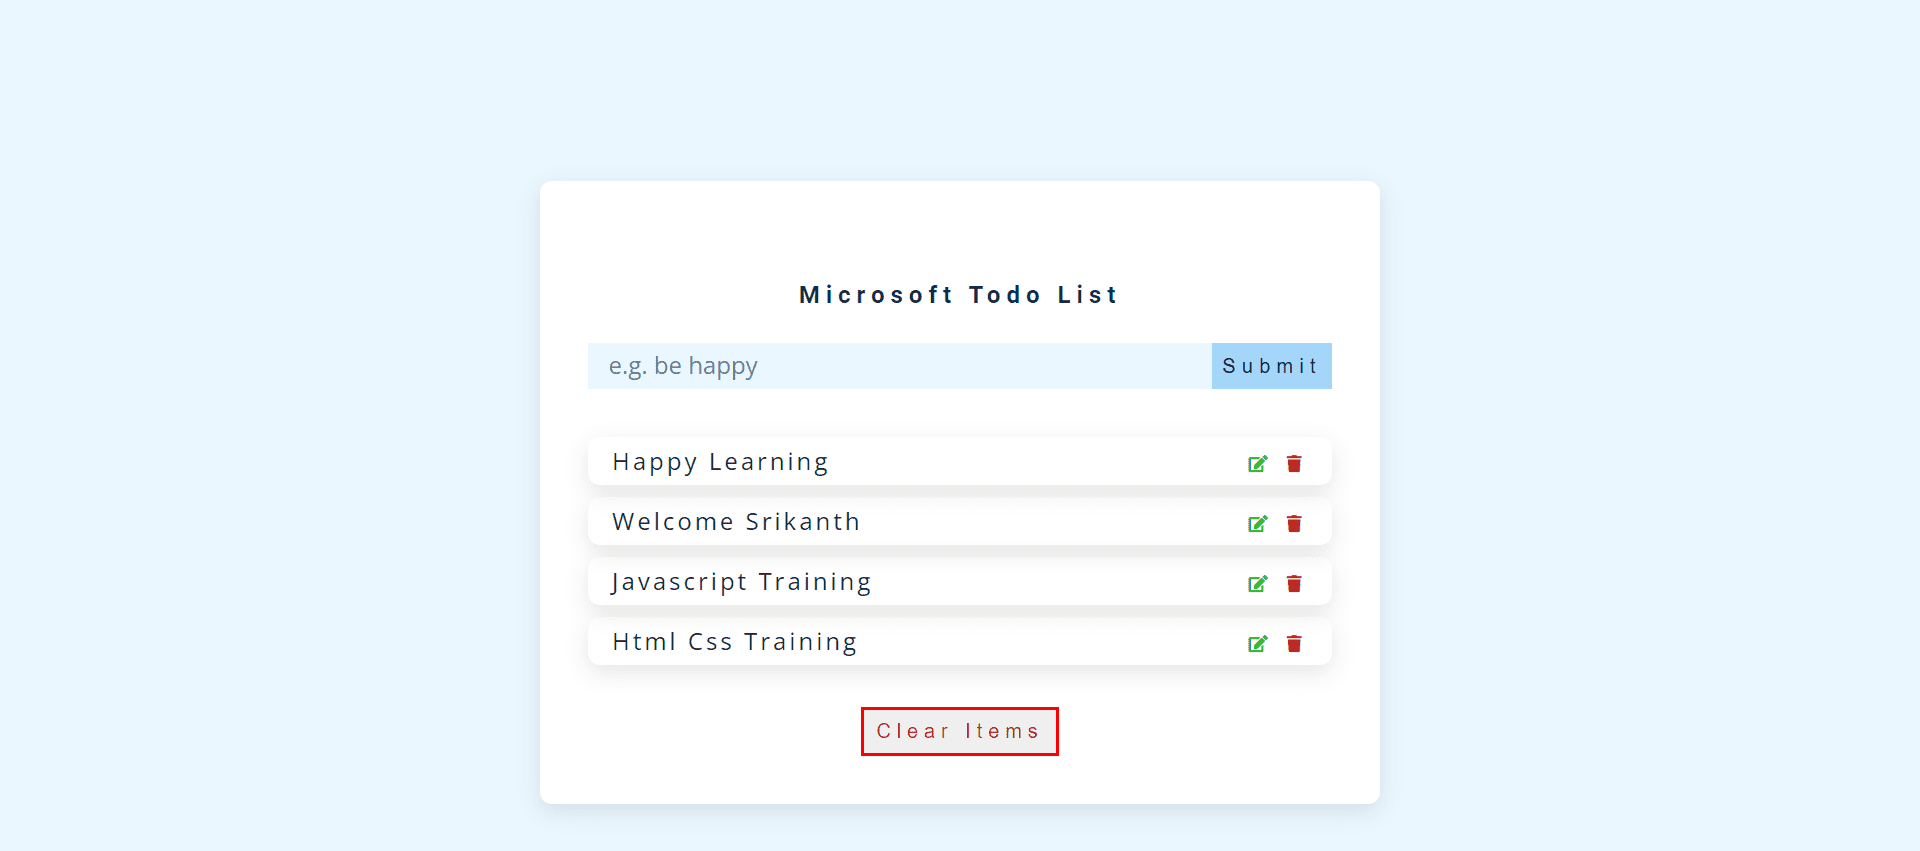 Microsoft Todo List
e.g. be happy
Submit
Happy Learning
Welcome Srikanth
Javascript Training
Html Css Training
Clear Items